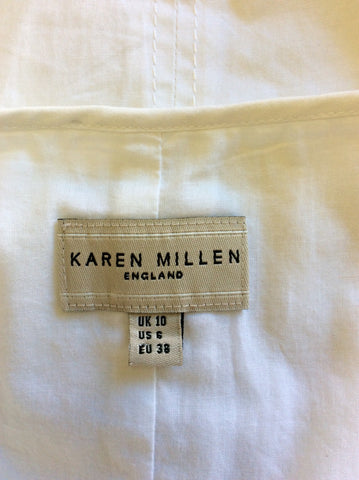 KAREN MILLEN
ENGLAND
UK 10
US 6
EU 38